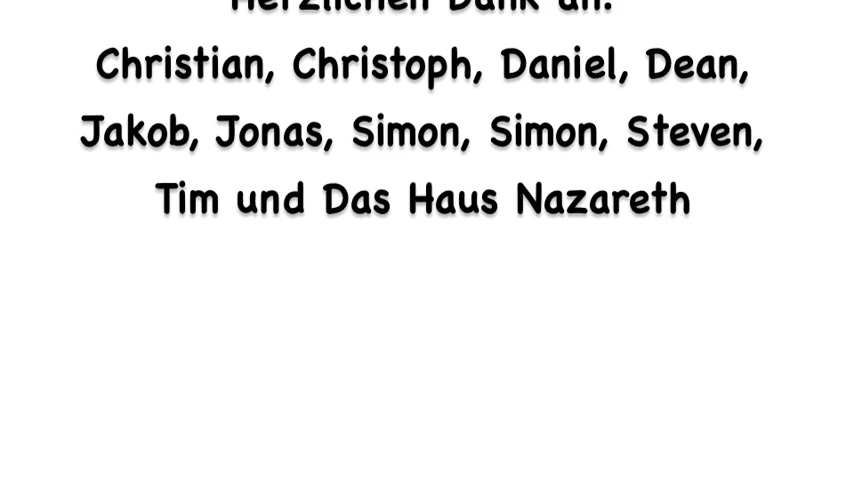 Herzlichen Dank an:
Christian, Christoph, Daniel, Dean,
Jakob, Jonas, Simon, Simon, Steven,
Tim und Das Haus Nazareth